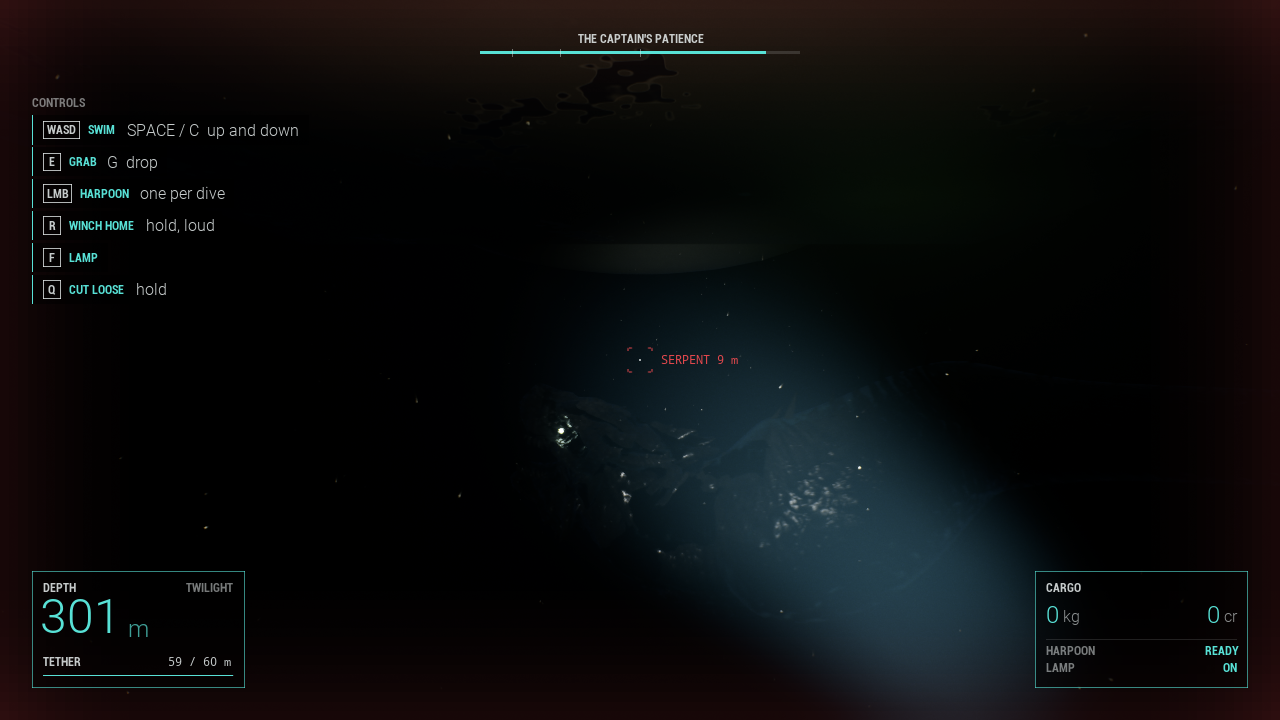 THE CAPTAIN'S PATIENCE
CONTROLS
WASD SWIM SPACE / C up and down
E GRAB G drop
LMB HARPOON one per dive
R WINCH HOME hold, loud
F LAMP
Q CUT LOOSE hold
SERPENT 9 m
DEPTH TWILIGHT
301 m
TETHER 59 / 60 m
CARGO
0 kg 0 cr
HARPOON READY
LAMP ON